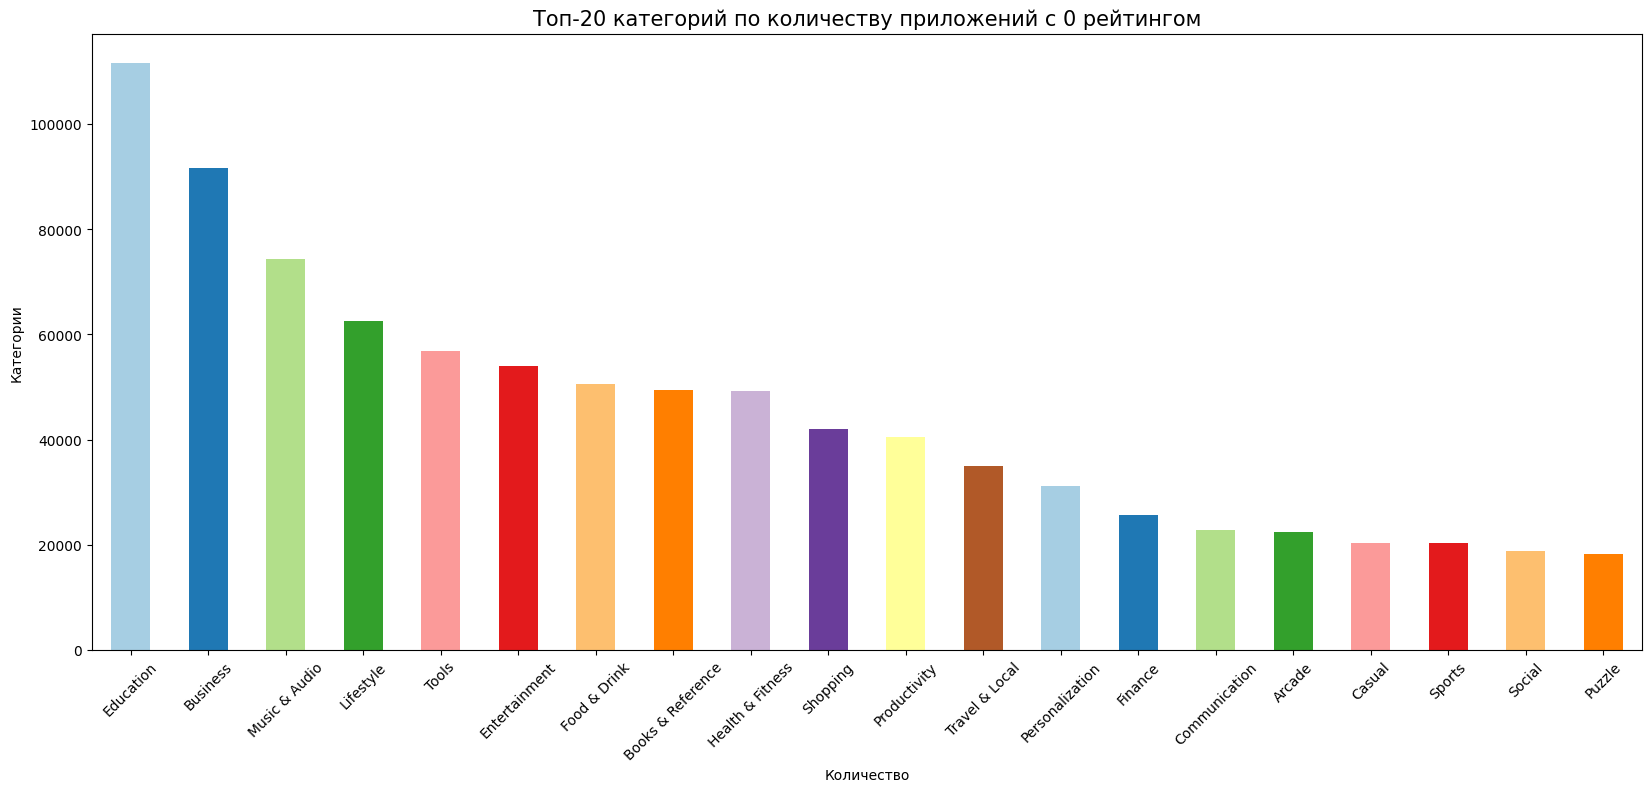 Топ-20 категорий по количеству приложений с 0 рейтингом
Категории
100000
80000
60000
40000
20000
0
Education
Business
Music & Audio
Lifestyle
Tools
Entertainment
Food & Drink
Books & Reference
Health & Fitness
Shopping
Productivity
Travel & Local
Personalization
Finance
Communication
Arcade
Casual
Sports
Social
Puzzle
Количество